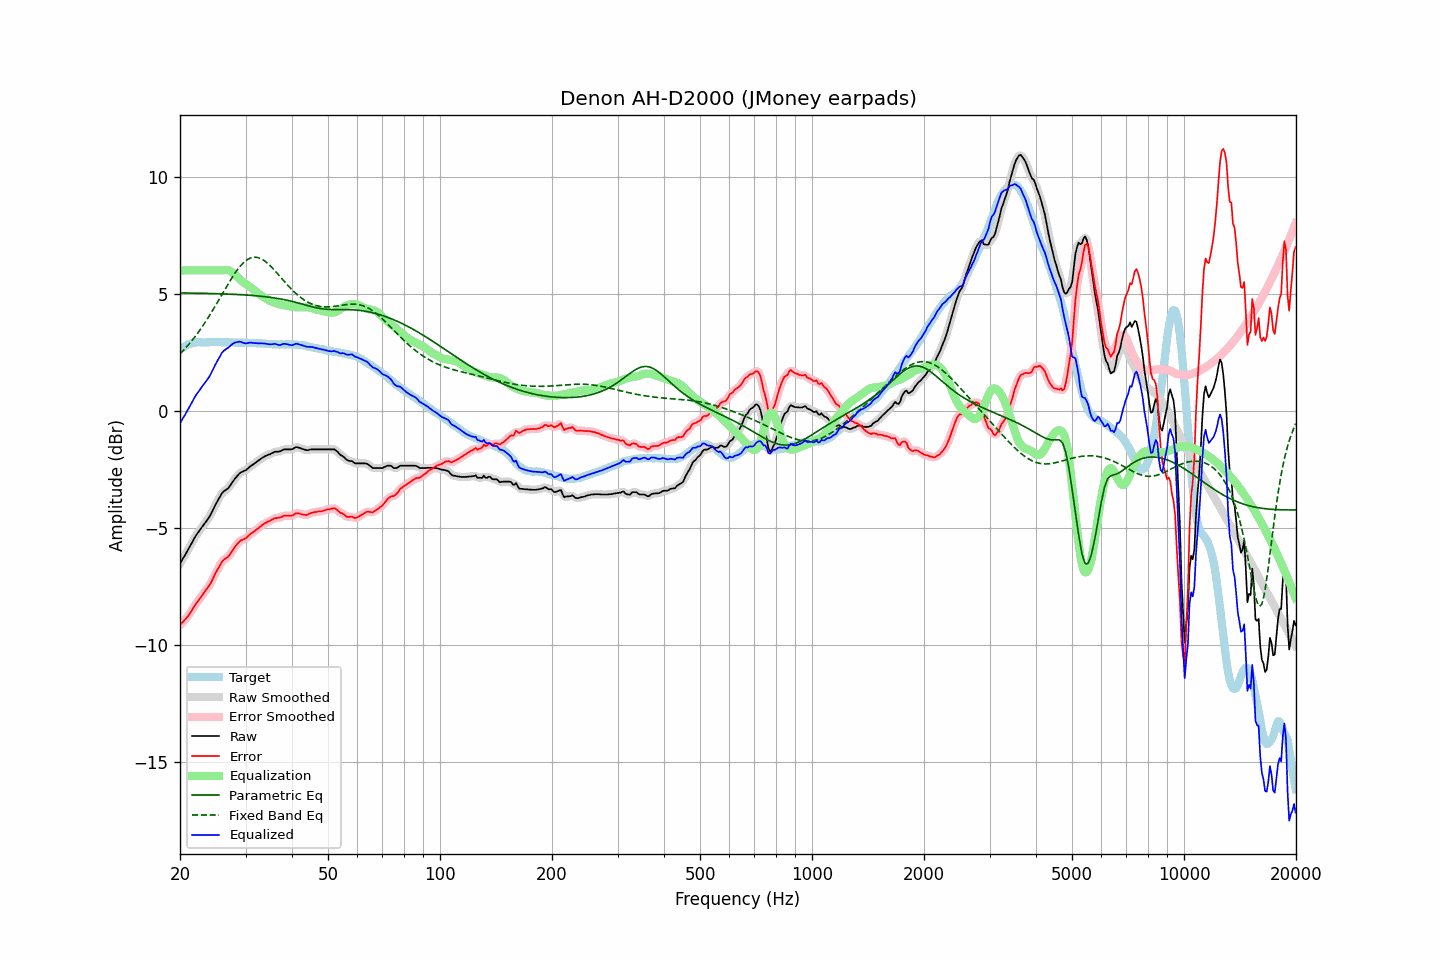 Denon AH-D2000 (JMoney earpads)
Amplitude (dBr)
10
5
0
−5
−10
−15
Target
Raw Smoothed
Error Smoothed
Raw
Error
Equalization
Parametric Eq
Fixed Band Eq
Equalized
20 50 100 200 500 1000 2000 5000 10000 20000
Frequency (Hz)